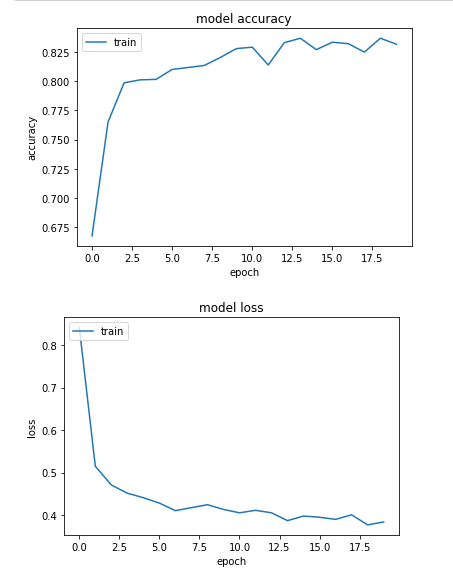 model accuracy
train
0.825
0.800
0.775
0.750
0.725
0.700
0.675
accuracy
0.0 2.5 5.0 7.5 10.0 12.5 15.0 17.5
epoch
model loss
train
0.8
0.7
0.6
0.5
0.4
loss
0.0 2.5 5.0 7.5 10.0 12.5 15.0 17.5
epoch